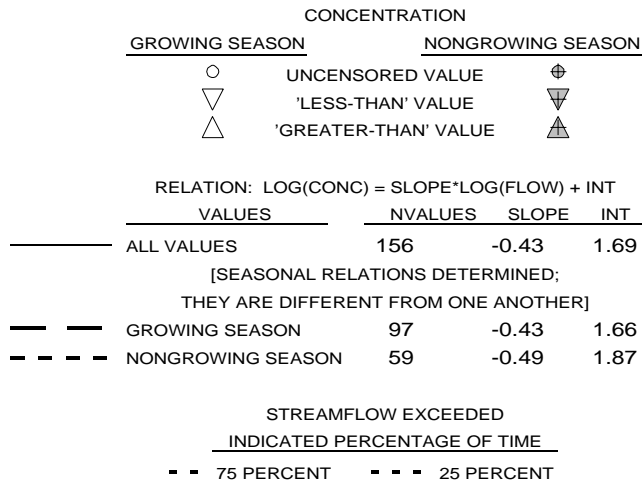 CONCENTRATION
GROWING SEASON NONGROWING SEASON
UNCENSORED VALUE
'LESS-THAN' VALUE
'GREATER-THAN' VALUE
RELATION: LOG(CONC) = SLOPE*LOG(FLOW) + INT
VALUES NVALUES SLOPE INT
ALL VALUES 156 -0.43 1.69
[SEASONAL RELATIONS DETERMINED;
THEY ARE DIFFERENT FROM ONE ANOTHER]
GROWING SEASON 97 -0.43 1.66
NONGROWING SEASON 59 -0.49 1.87
STREAMFLOW EXCEEDED
INDICATED PERCENTAGE OF TIME
75 PERCENT 25 PERCENT